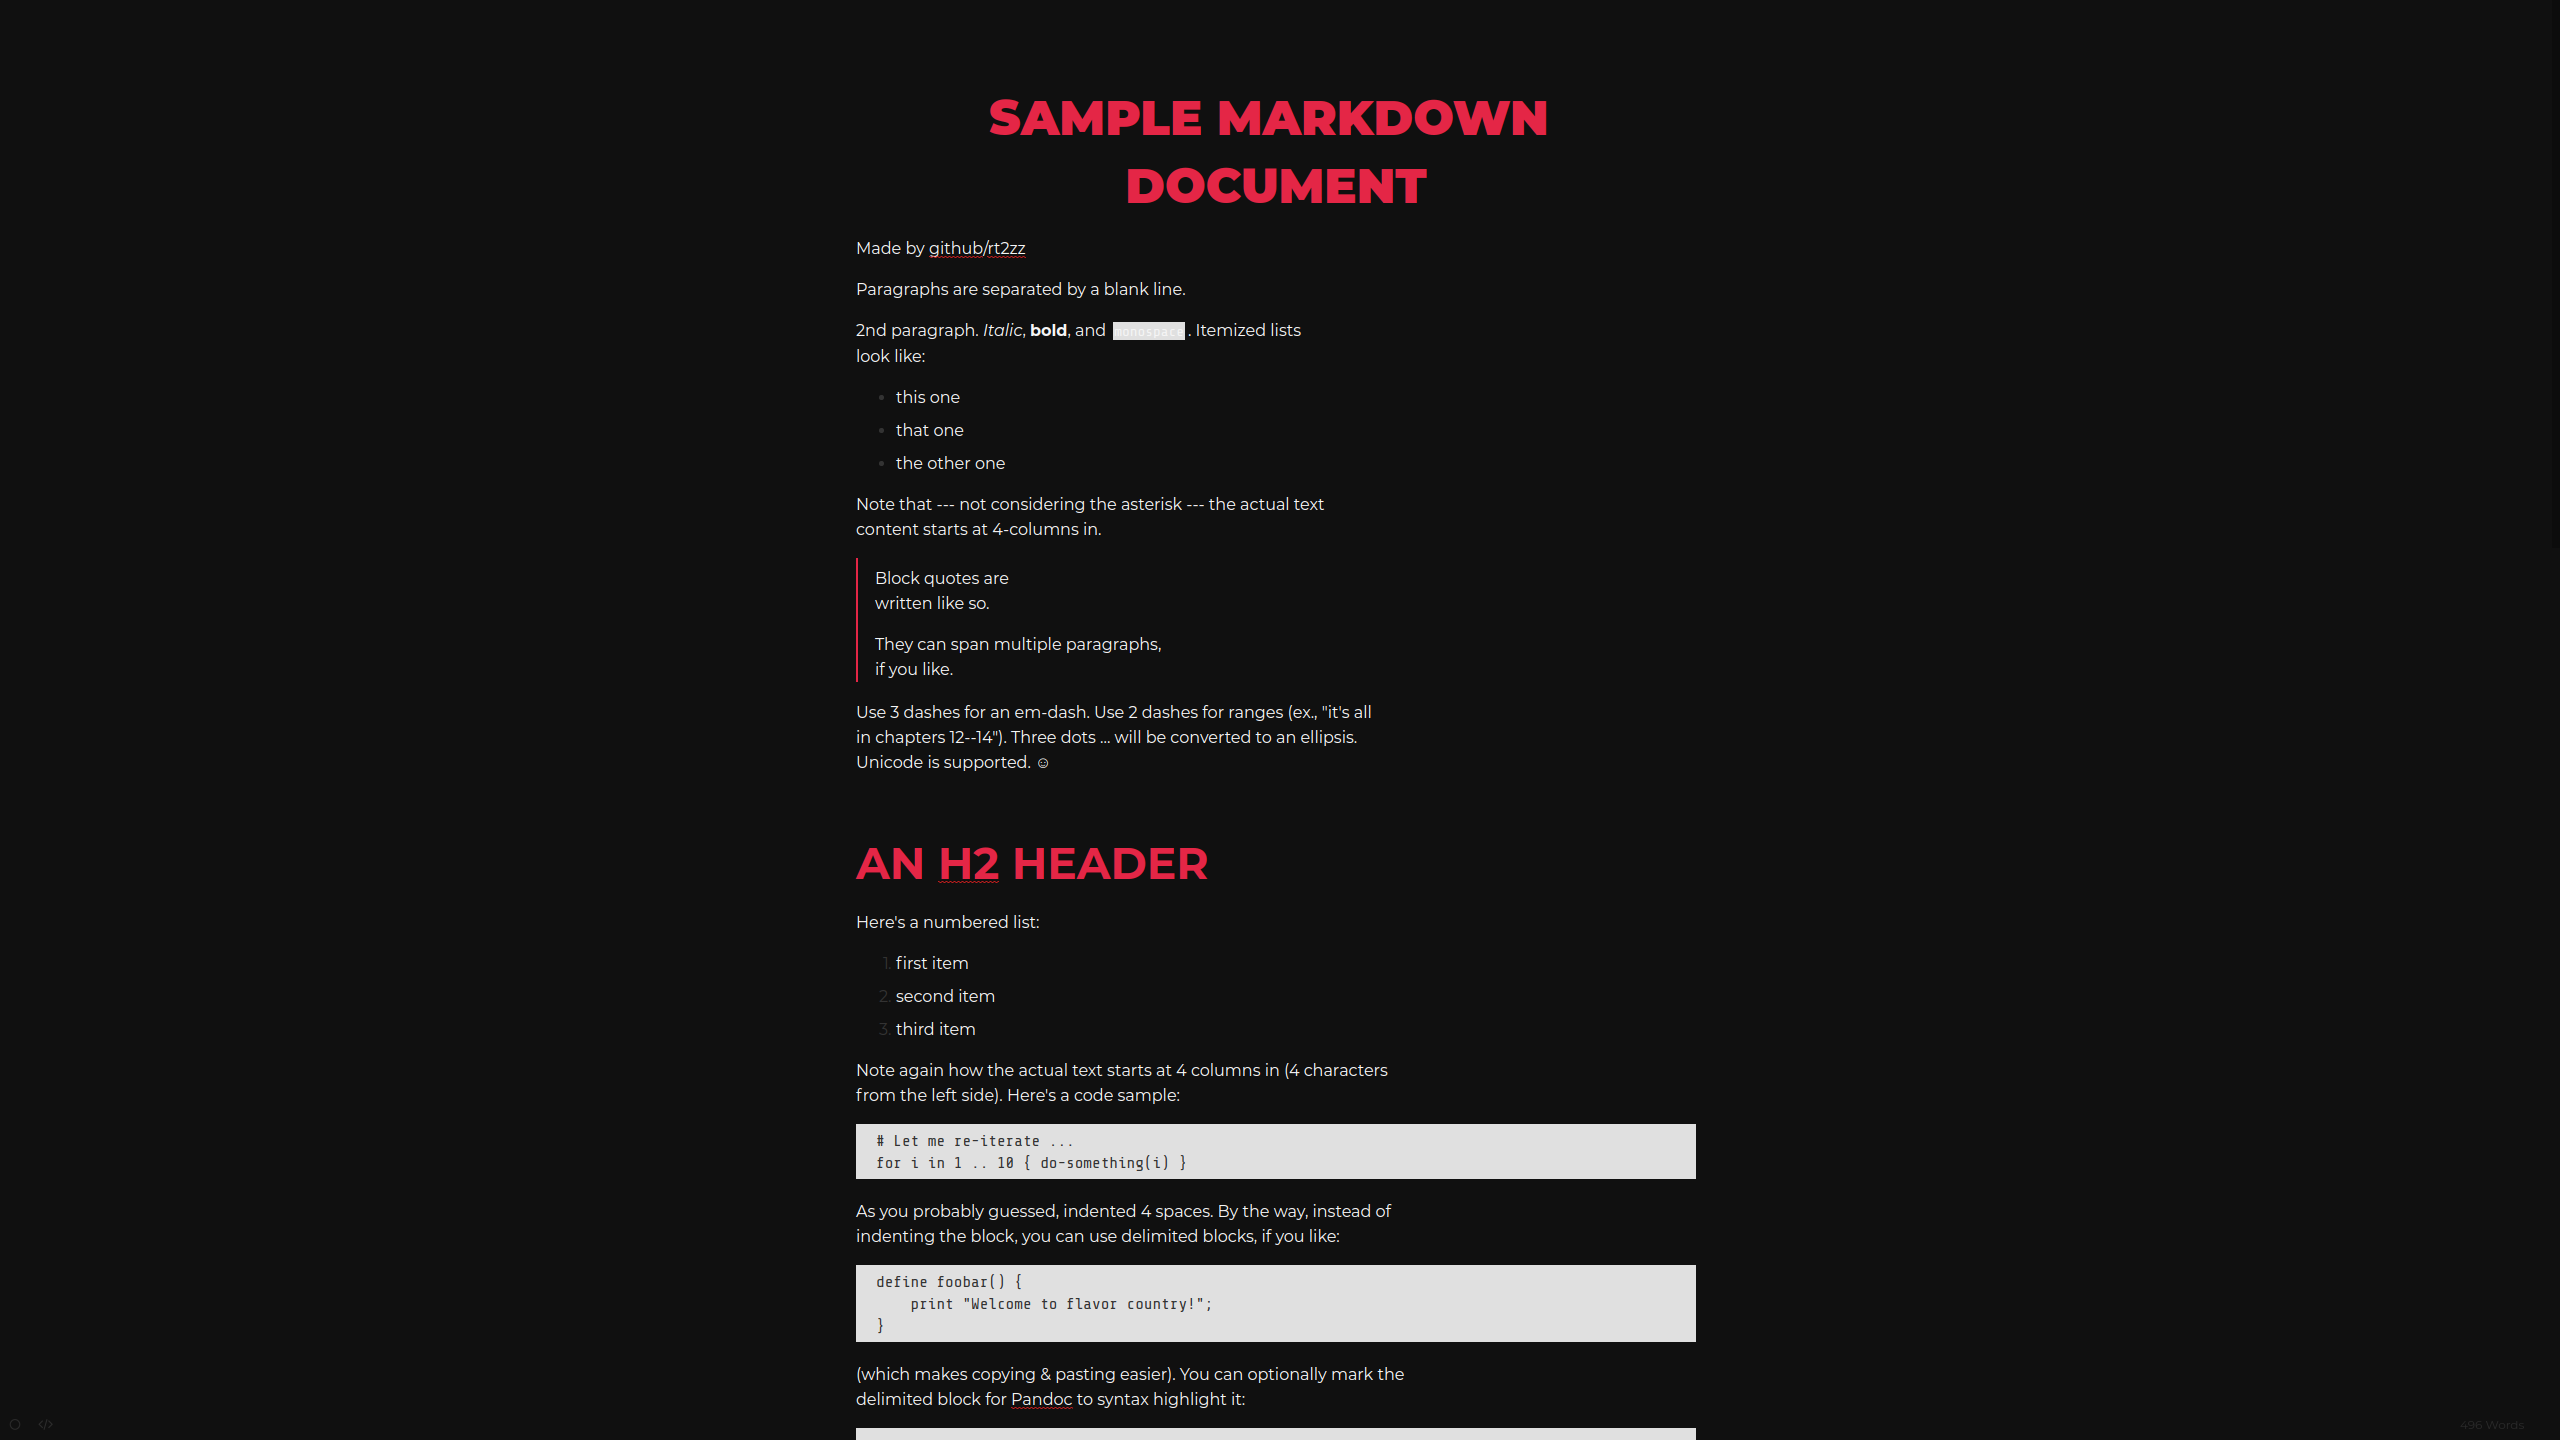 SAMPLE MARKDOWN
DOCUMENT
Made by github/rt2zz
Paragraphs are separated by a blank line.
2nd paragraph. Italic, bold, and monospace. Itemized lists
look like:
• this one
• that one
• the other one
Note that --- not considering the asterisk --- the actual text
content starts at 4-columns in.
Block quotes are
written like so.
They can span multiple paragraphs,
if you like.
Use 3 dashes for an em-dash. Use 2 dashes for ranges (ex., "it's all
in chapters 12--14"). Three dots ... will be converted to an ellipsis.
Unicode is supported. ☺
AN H2 HEADER
Here's a numbered list:
1. first item
2. second item
3. third item
Note again how the actual text starts at 4 columns in (4 characters
from the left side). Here's a code sample:
# Let me re-iterate ...
for i in 1 .. 10 { do-something(i) }
As you probably guessed, indented 4 spaces. By the way, instead of
indenting the block, you can use delimited blocks, if you like:
define foobar() {
    print "Welcome to flavor country!";
}
(which makes copying & pasting easier). You can optionally mark the
delimited block for Pandoc to syntax highlight it:
</> 496 Words